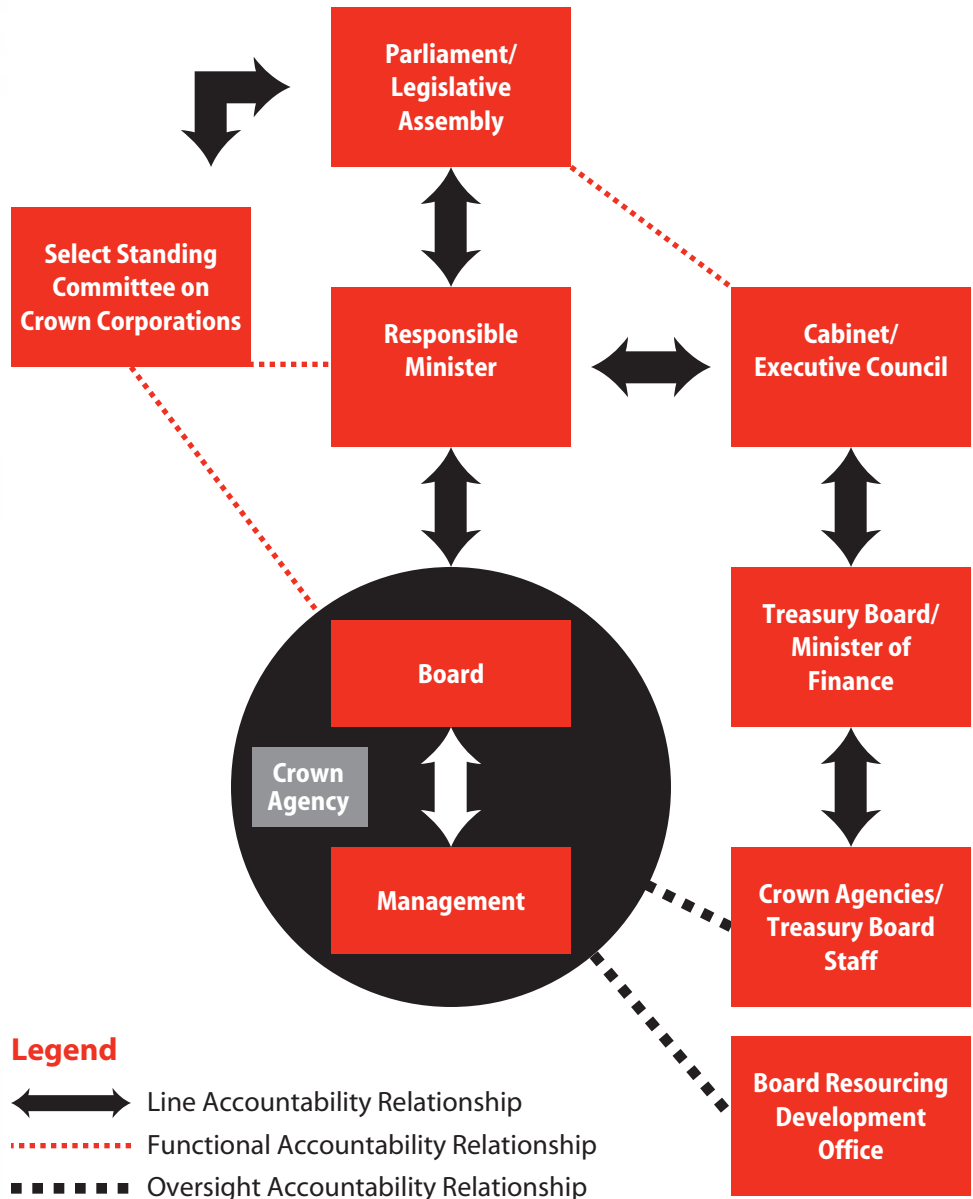 Parliament/
Legislative
Assembly
Select Standing
Committee on
Crown Corporations
Responsible
Minister
Cabinet/
Executive Council
Board
Treasury Board/
Minister of
Finance
Crown
Agency
Management
Crown Agencies/
Treasury Board
Staff
Board Resourcing
Development
Office
Legend
Line Accountability Relationship
Functional Accountability Relationship
Oversight Accountability Relationship